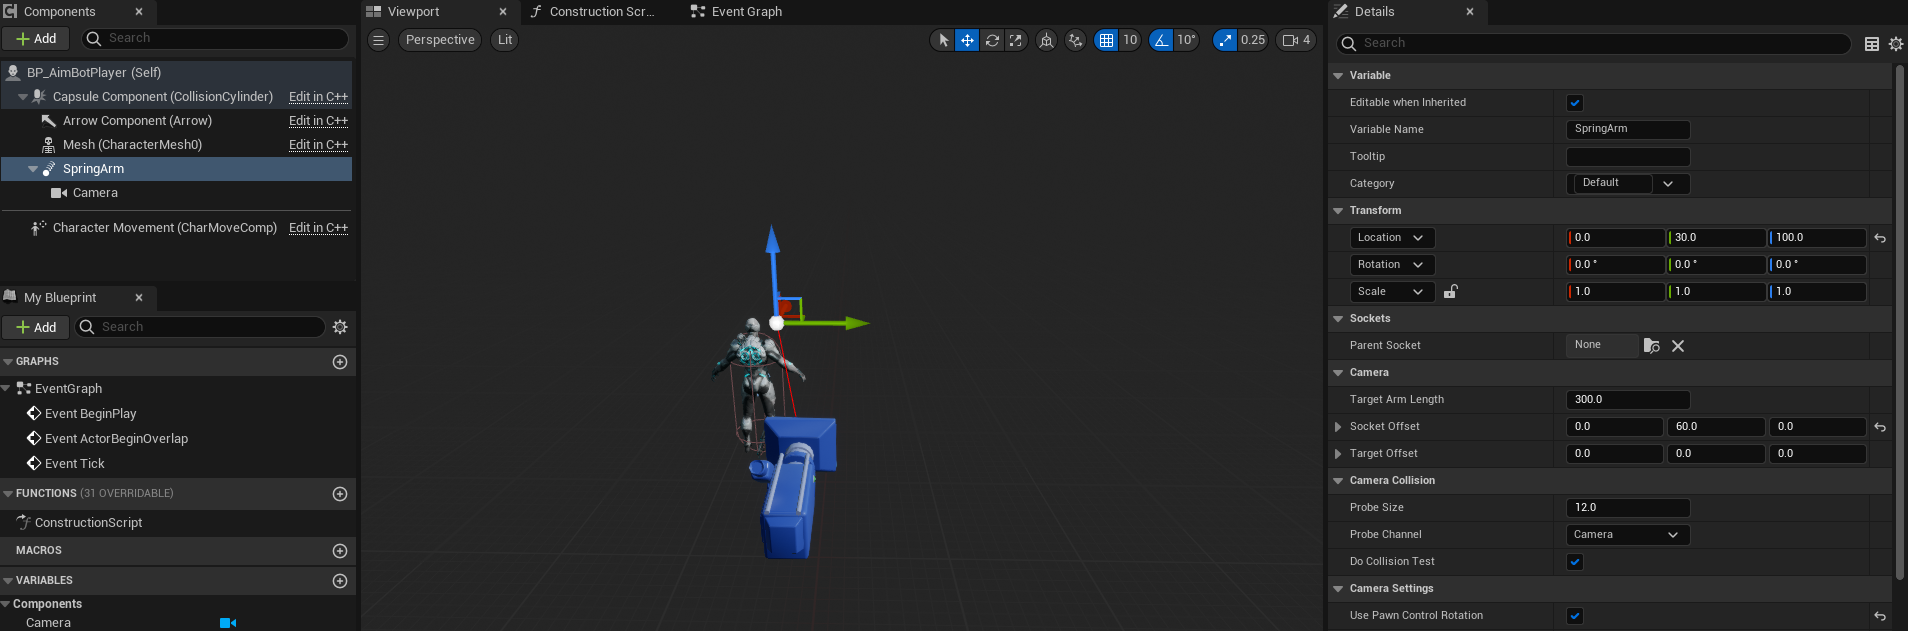 Components
Add
Search
BP_AimBotPlayer (Self)
Capsule Component (CollisionCylinder) Edit in C++
Arrow Component (Arrow) Edit in C++
Mesh (CharacterMesh0) Edit in C++
SpringArm
Camera
Character Movement (CharMoveComp) Edit in C++
My Blueprint
Add
Search
GRAPHS
EventGraph
Event BeginPlay
Event ActorBeginOverlap
Event Tick
FUNCTIONS (31 OVERRIDABLE)
ConstructionScript
MACROS
VARIABLES
Components
Camera
Viewport
Construction Scr...
Event Graph
Perspective
Lit
10
10°
0.25
4
Details
Search
Variable
Editable when Inherited
Variable Name SpringArm
Tooltip
Category Default
Transform
Location 0.0 30.0 100.0
Rotation 0.0 ° 0.0 ° 0.0 °
Scale 1.0 1.0 1.0
Sockets
Parent Socket None
Camera
Target Arm Length 300.0
Socket Offset 0.0 60.0 0.0
Target Offset 0.0 0.0 0.0
Camera Collision
Probe Size 12.0
Probe Channel Camera
Do Collision Test
Camera Settings
Use Pawn Control Rotation